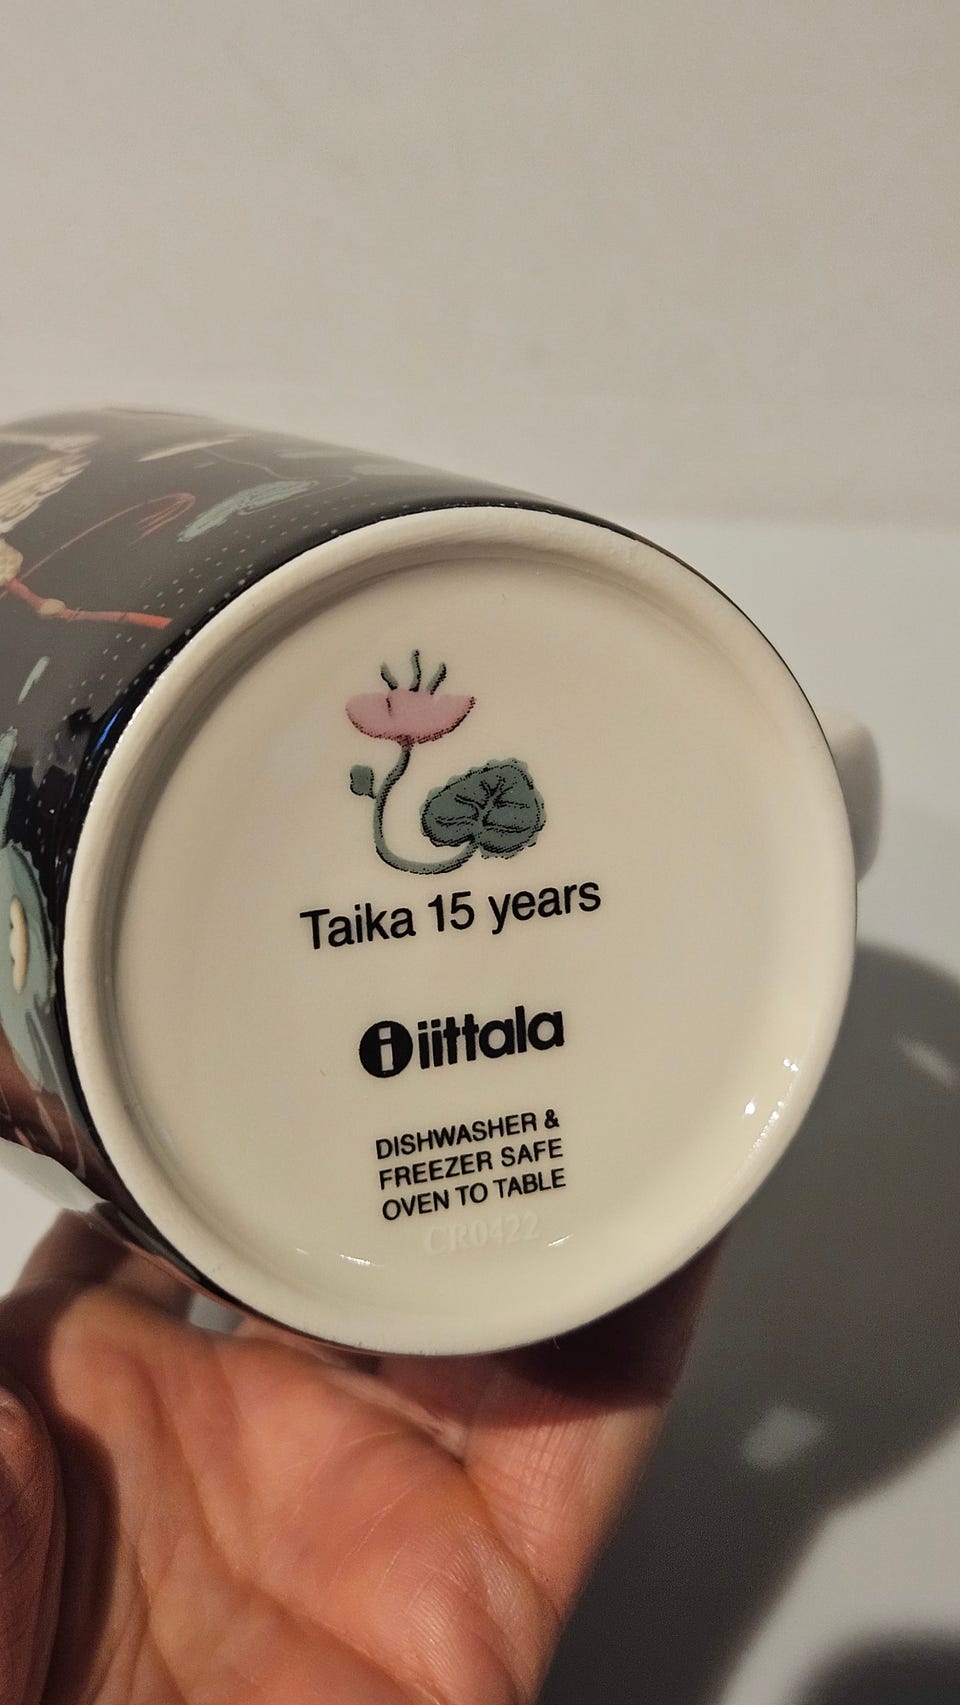 Taika 15 years
iittala
DISHWASHER &
FREEZER SAFE
OVEN TO TABLE
CR0422